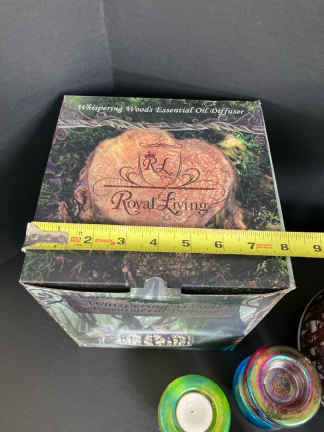 Whispering Woods Essential Oil Diffuser
RL
Royal Living
2 3 4 5 6 7 8 9